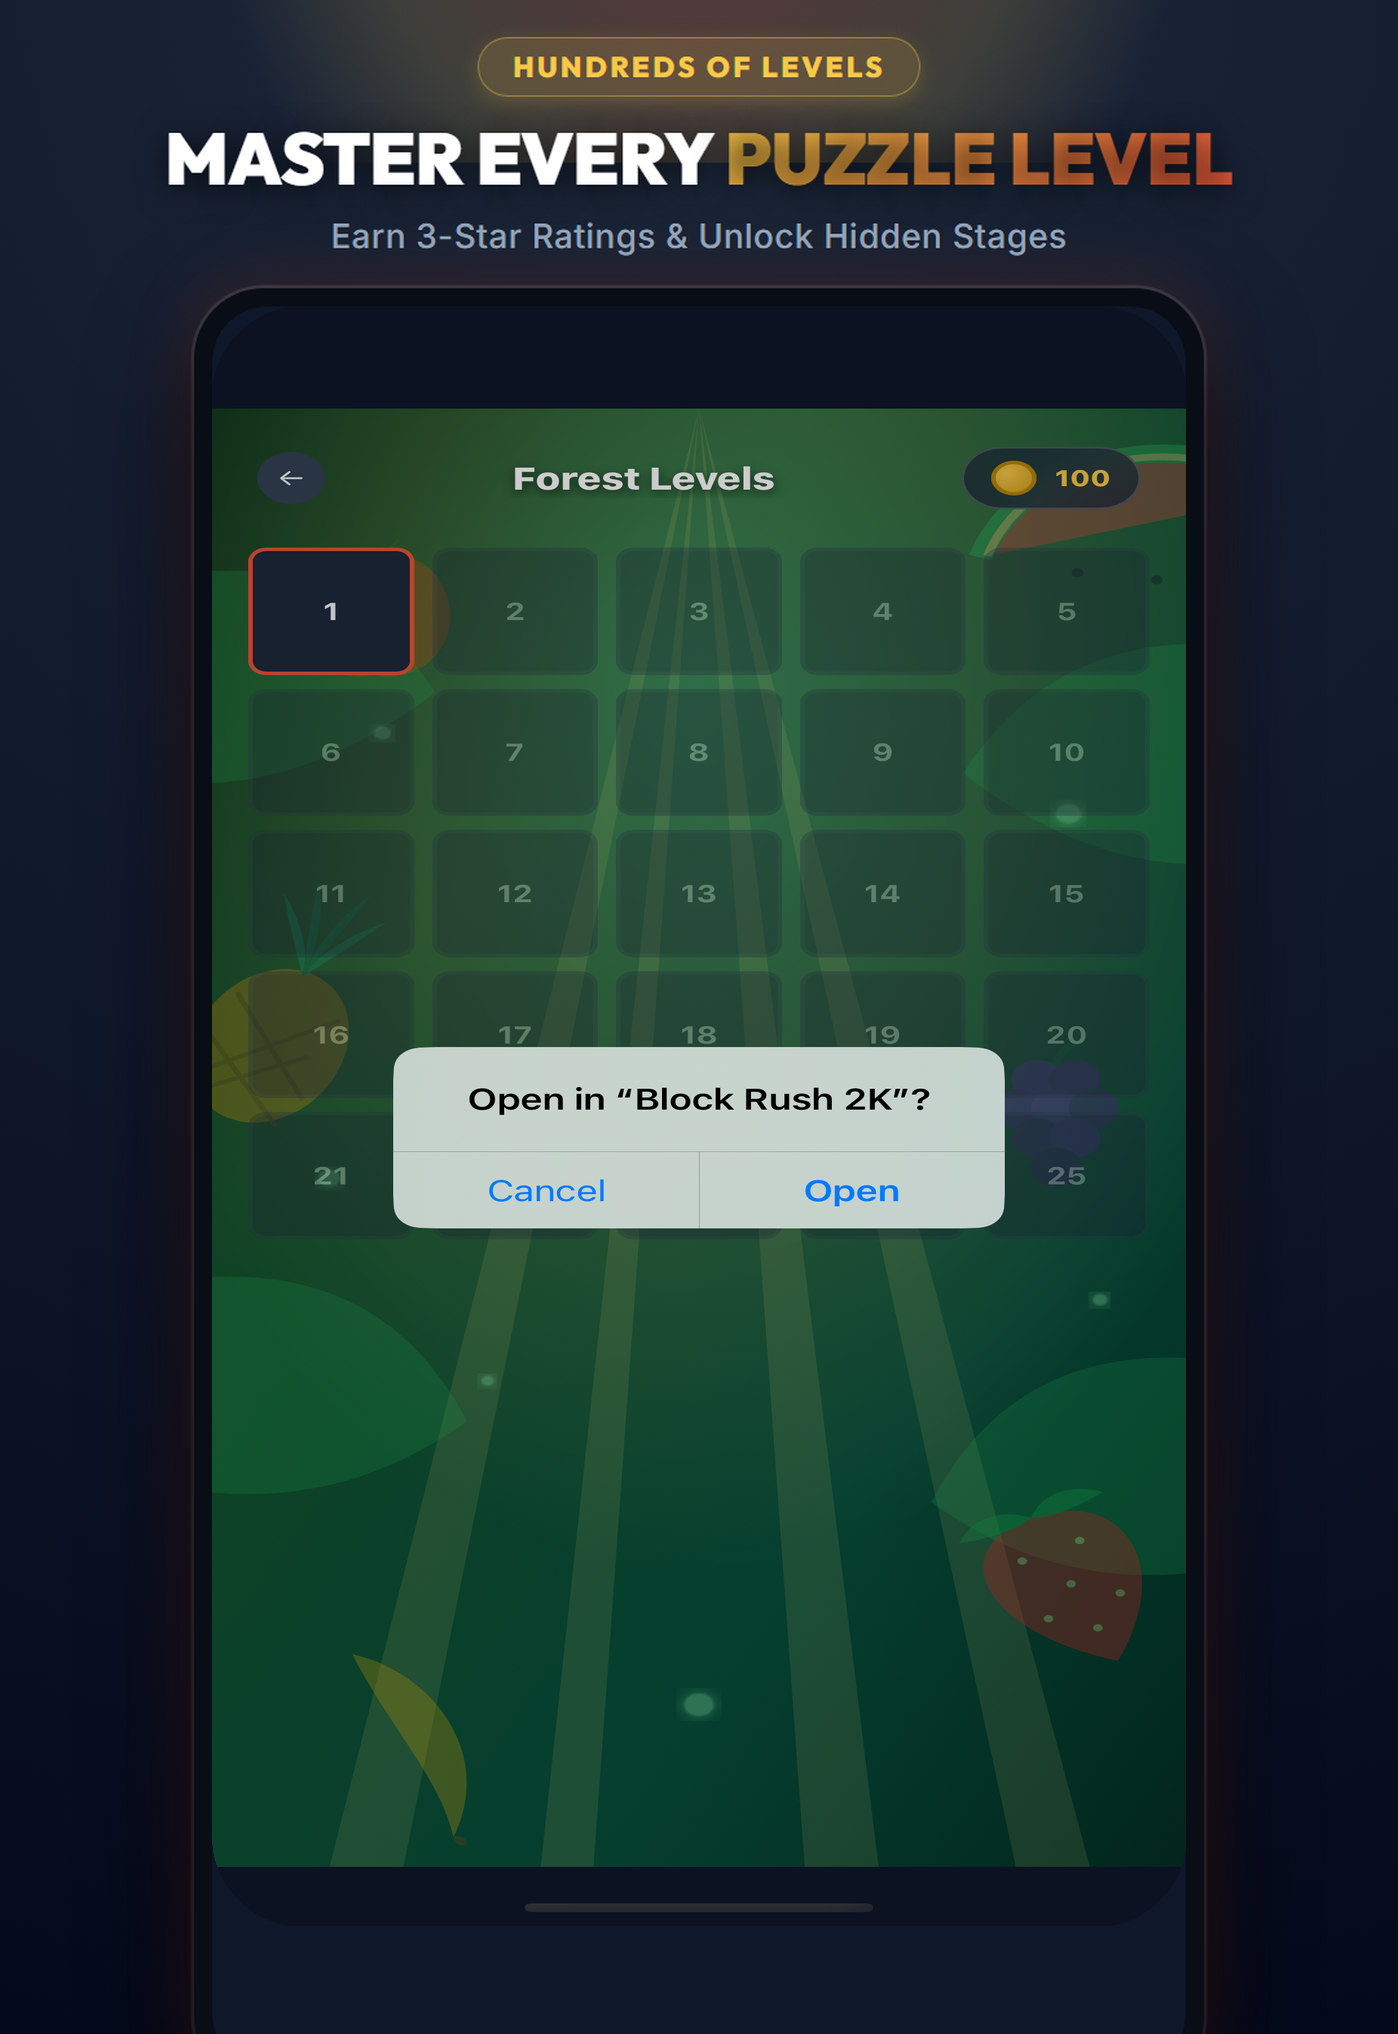 HUNDREDS OF LEVELS
MASTER EVERY PUZZLE LEVEL
Earn 3-Star Ratings & Unlock Hidden Stages
Forest Levels 100
1 2 3 4 5
6 7 8 9 10
11 12 13 14 15
16 17 18 19 20
Open in “Block Rush 2K”?
21 25
Cancel Open